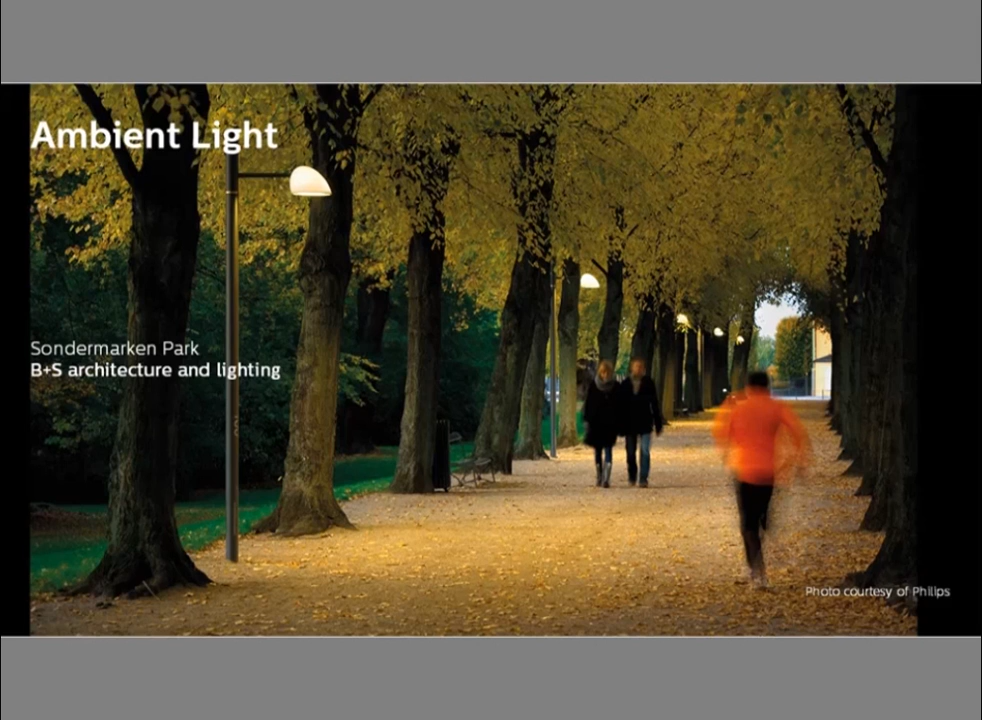 Ambient Light
Sondermarken Park
B+S architecture and lighting
Photo courtesy of Philips